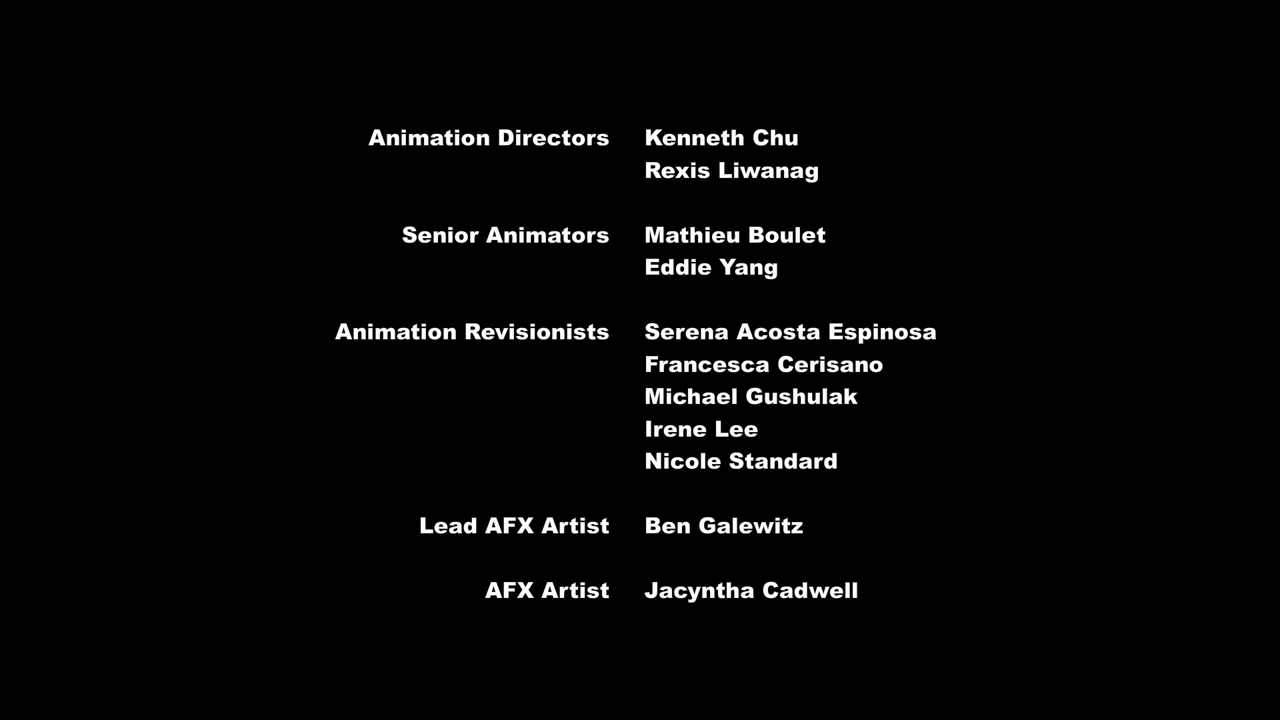 Animation Directors Kenneth Chu
Rexis Liwanag
Senior Animators Mathieu Boulet
Eddie Yang
Animation Revisionists Serena Acosta Espinosa
Francesca Cerisano
Michael Gushulak
Irene Lee
Nicole Standard
Lead AFX Artist Ben Galewitz
AFX Artist Jacyntha Cadwell